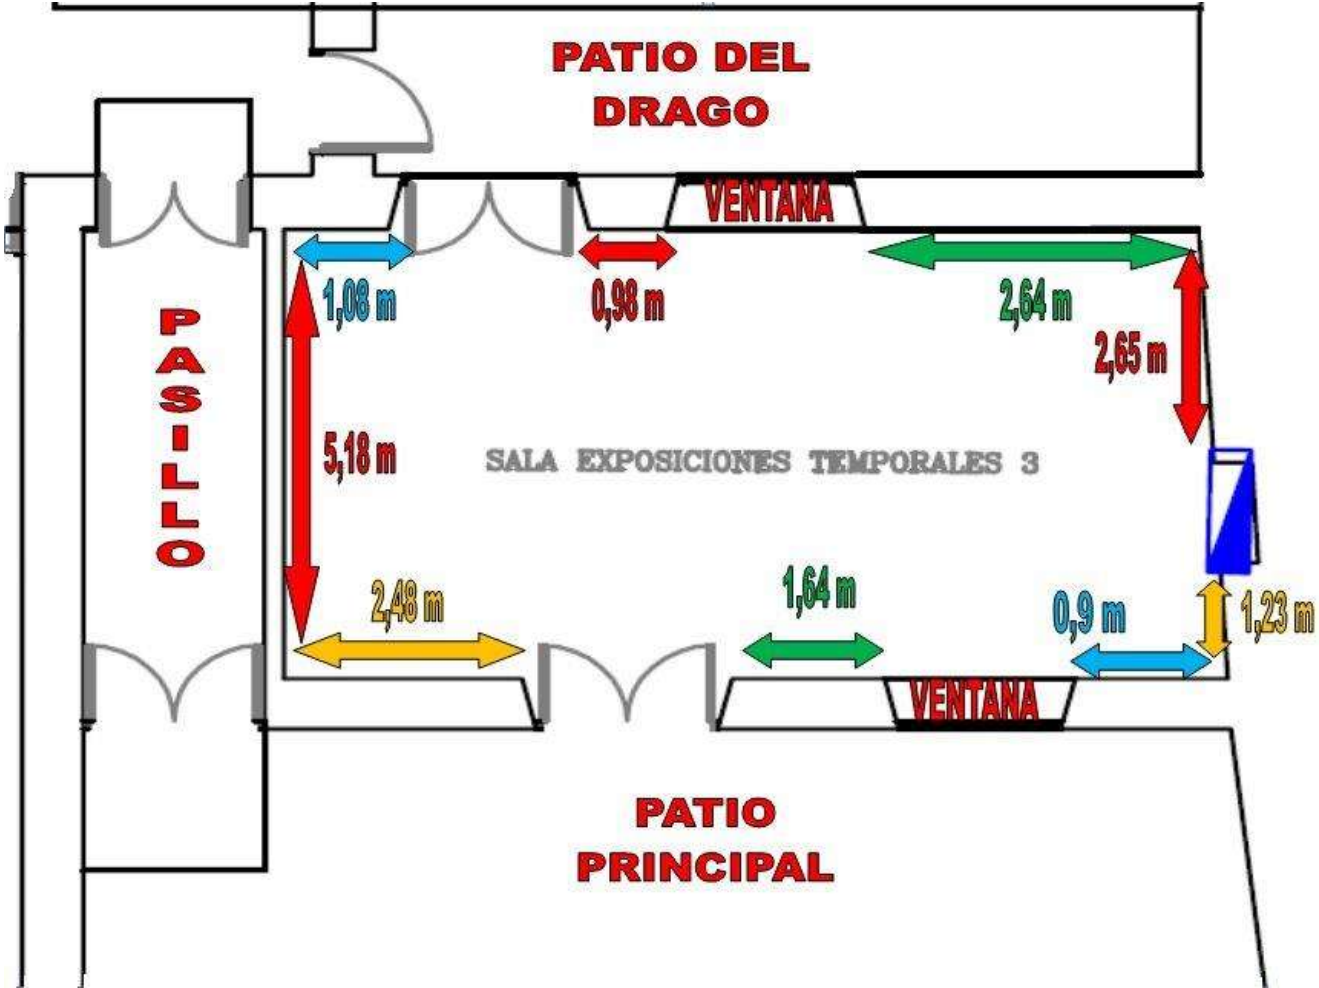 PATIO DEL
DRAGO
VENTANA
1,08 m
0,98 m
2,64 m
2,65 m
PASILLO
5,18 m
SALA EXPOSICIONES TEMPORALES 3
2,48 m
1,64 m
0,9 m
1,23 m
VENTANA
PATIO
PRINCIPAL